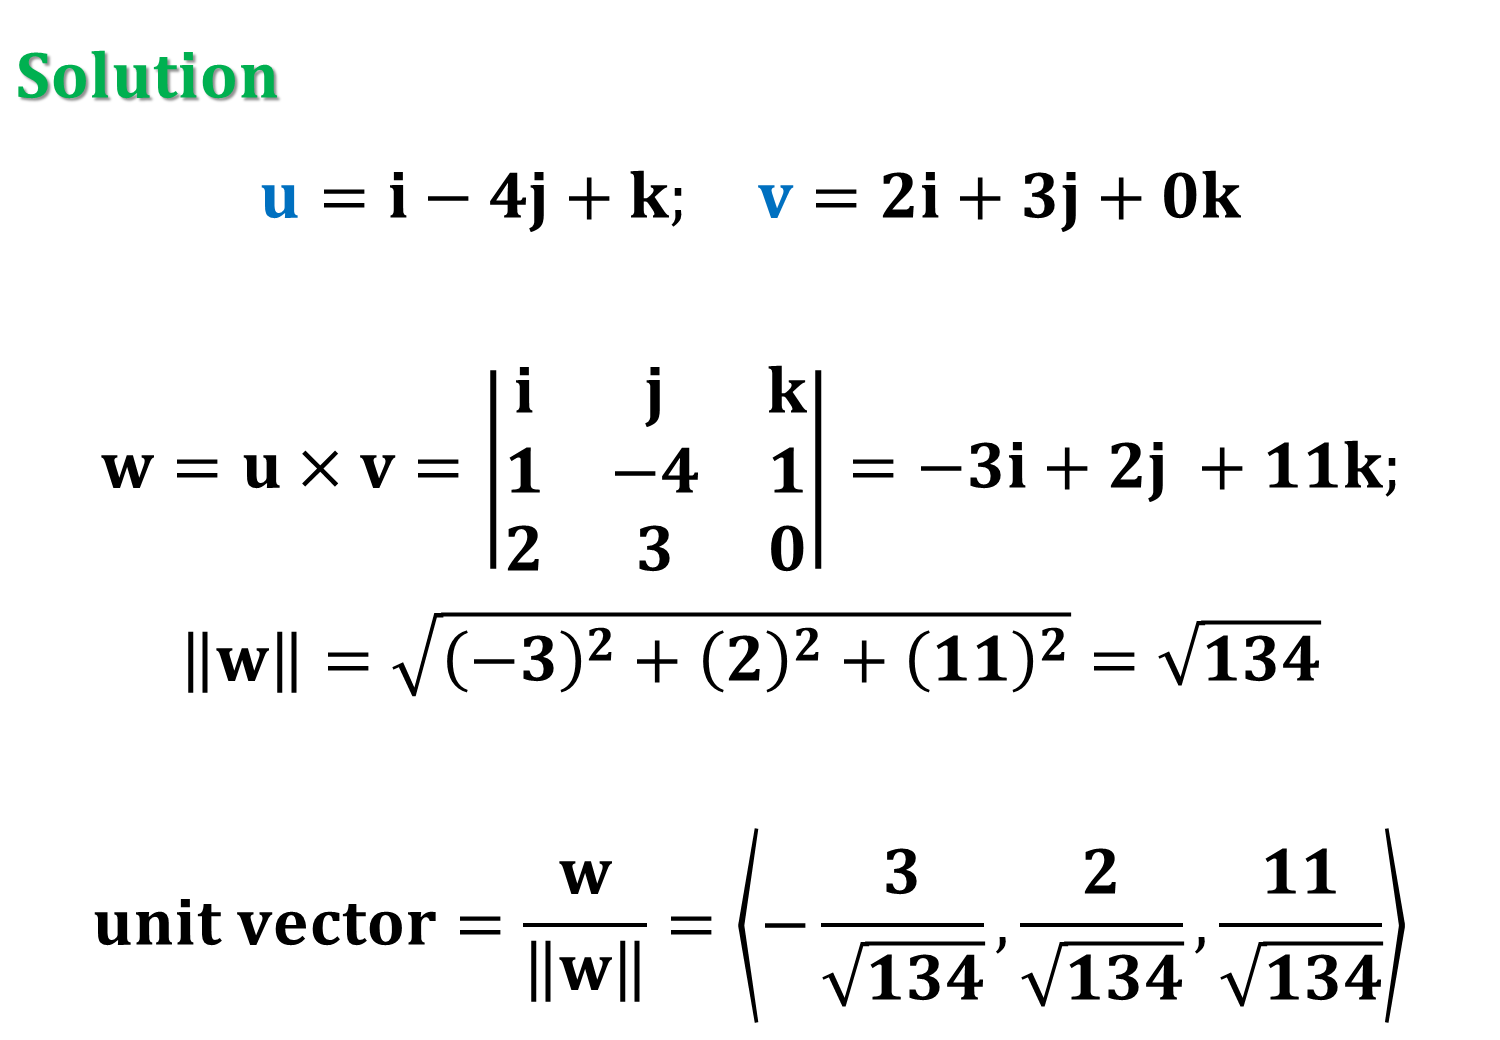 Solution
u = i − 4j + k; v = 2i + 3j + 0k
w = u × v = |i j k; 1 −4 1; 2 3 0| = −3i + 2j + 11k;
‖w‖ = √((−3)² + (2)² + (11)²) = √134
unit vector = w/‖w‖ = ⟨−3/√134, 2/√134, 11/√134⟩